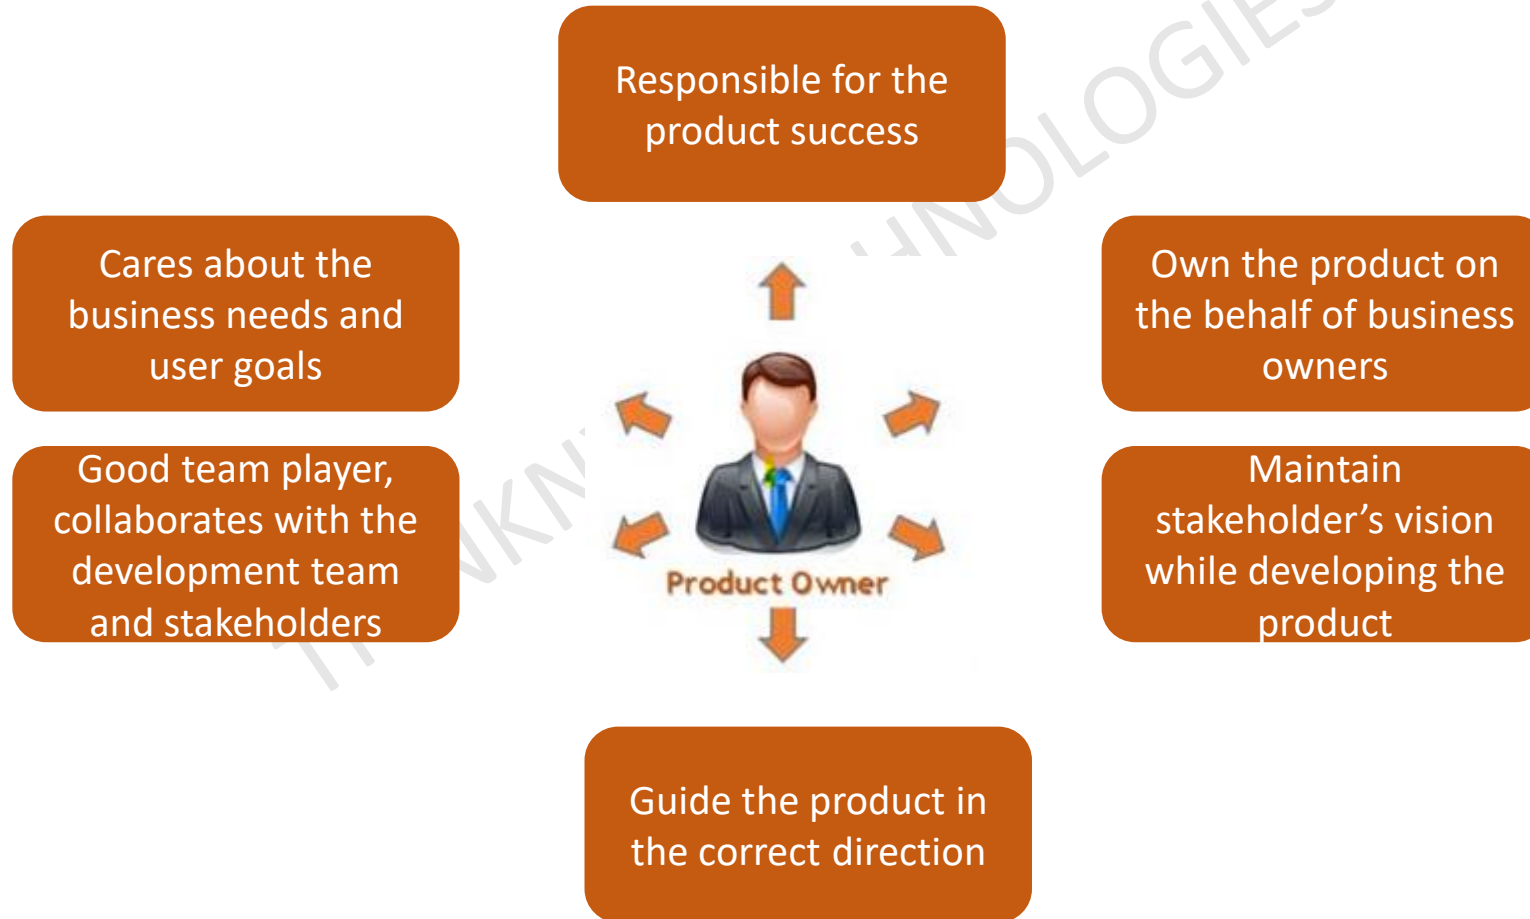 Responsible for the
product success
Cares about the
business needs and
user goals
Own the product on
the behalf of business
owners
Good team player,
collaborates with the
development team
and stakeholders
Maintain
stakeholder’s vision
while developing the
product
Product Owner
Guide the product in
the correct direction